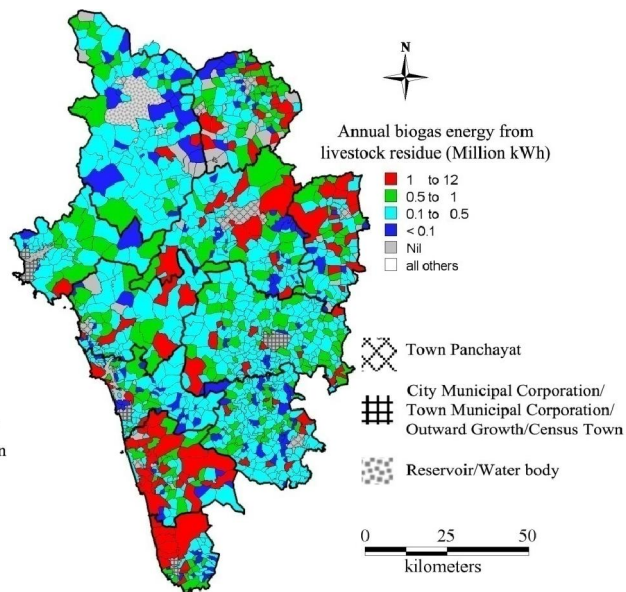 N
Annual biogas energy from
livestock residue (Million kWh)
1 to 12
0.5 to 1
0.1 to 0.5
< 0.1
Nil
all others
Town Panchayat
City Municipal Corporation/
Town Municipal Corporation/
Outward Growth/Census Town
n
Reservoir/Water body
0 25 50
kilometers